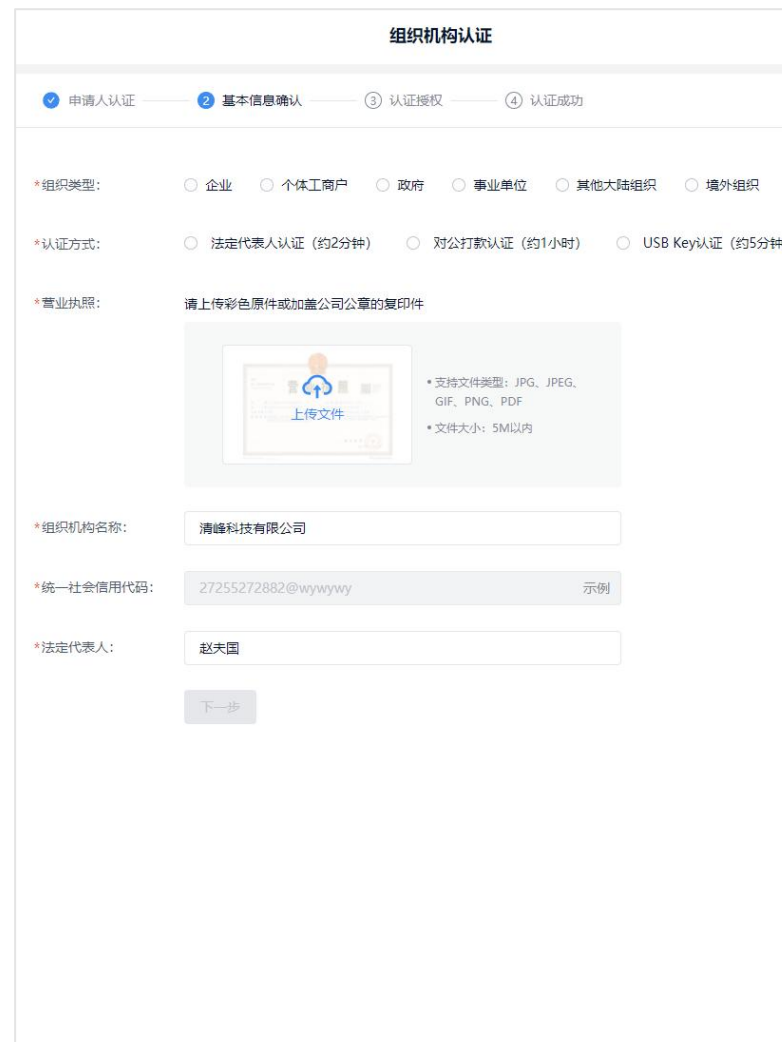 组织机构认证
申请人认证 2 基本信息确认 3 认证授权 4 认证成功
*组织类型: 企业 个体工商户 政府 事业单位 其他大陆组织 境外组织
*认证方式: 法定代表人认证（约2分钟） 对公打款认证（约1小时） USB Key认证（约5分钟
*营业执照: 请上传彩色原件或加盖公司公章的复印件
上传文件
•支持文件类型：JPG、JPEG、
GIF、PNG、PDF
•文件大小：5M以内
*组织机构名称: 清峰科技有限公司
*统一社会信用代码: 27255272882@wywywy 示例
*法定代表人: 赵夫国
下一步